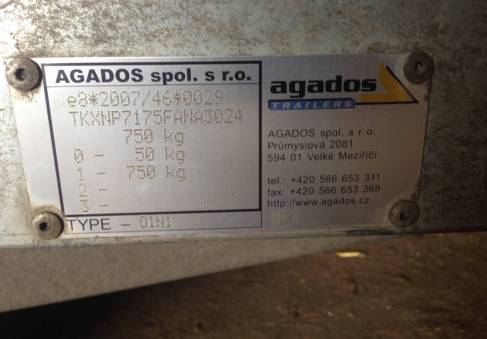 AGADOS spol. s r.o.
e8*2007/46*0029
TKXNP7175FANA3024
750 kg
0 - 50 kg
1 - 750 kg
2 -
3 -
TYPE - 01N1
agados
TRAILERS
AGADOS spol. s r.o.
Průmyslová 2081
594 01 Velké Meziříčí
tel.: +420 566 653 311
fax: +420 566 653 368
http://www.agados.cz